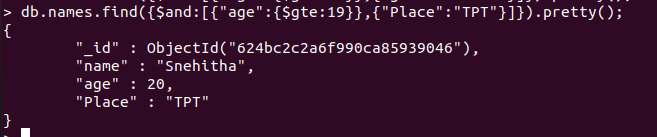 > db.names.find({$and:[{"age":{$gte:19}},{"Place":"TPT"}]}).pretty();
{
"_id" : ObjectId("624bc2c2a6f990ca85939046"),
"name" : "Snehitha",
"age" : 20,
"Place" : "TPT"
}